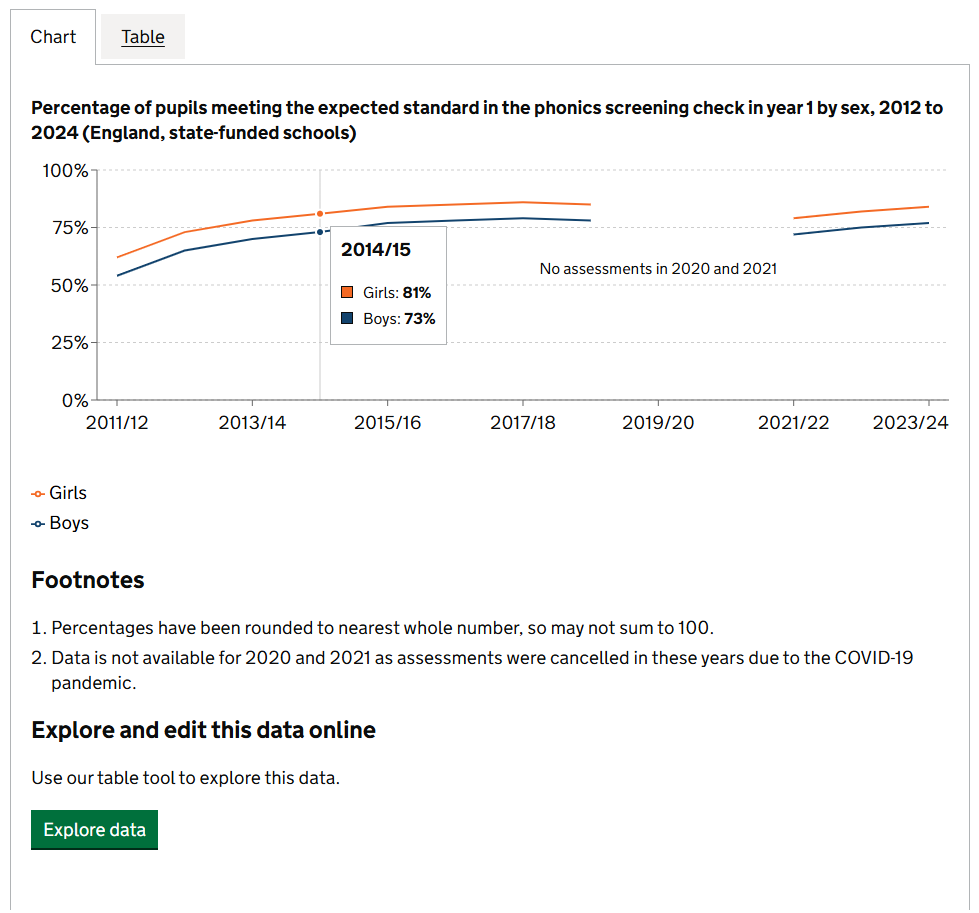 Chart
Table
Percentage of pupils meeting the expected standard in the phonics screening check in year 1 by sex, 2012 to
2024 (England, state-funded schools)
100%
75%
50%
25%
0%
2014/15
Girls: 81%
Boys: 73%
No assessments in 2020 and 2021
2011/12 2013/14 2015/16 2017/18 2019/20 2021/22 2023/24
Girls
Boys
Footnotes
1. Percentages have been rounded to nearest whole number, so may not sum to 100.
2. Data is not available for 2020 and 2021 as assessments were cancelled in these years due to the COVID-19
pandemic.
Explore and edit this data online
Use our table tool to explore this data.
Explore data